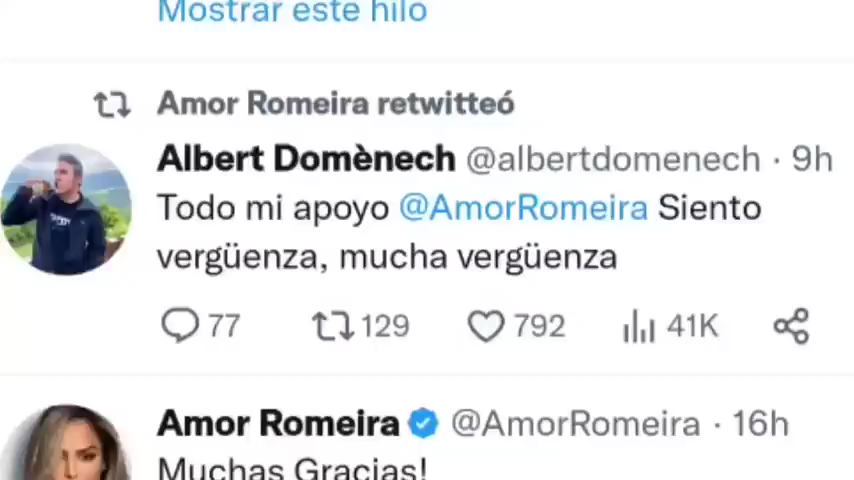 Mostrar este hilo
Amor Romeira retwitteó
Albert Domènech @albertdomenech · 9h
Todo mi apoyo @AmorRomeira Siento
vergüenza, mucha vergüenza
77 129 792 41K
Amor Romeira @AmorRomeira · 16h
Muchas Gracias!